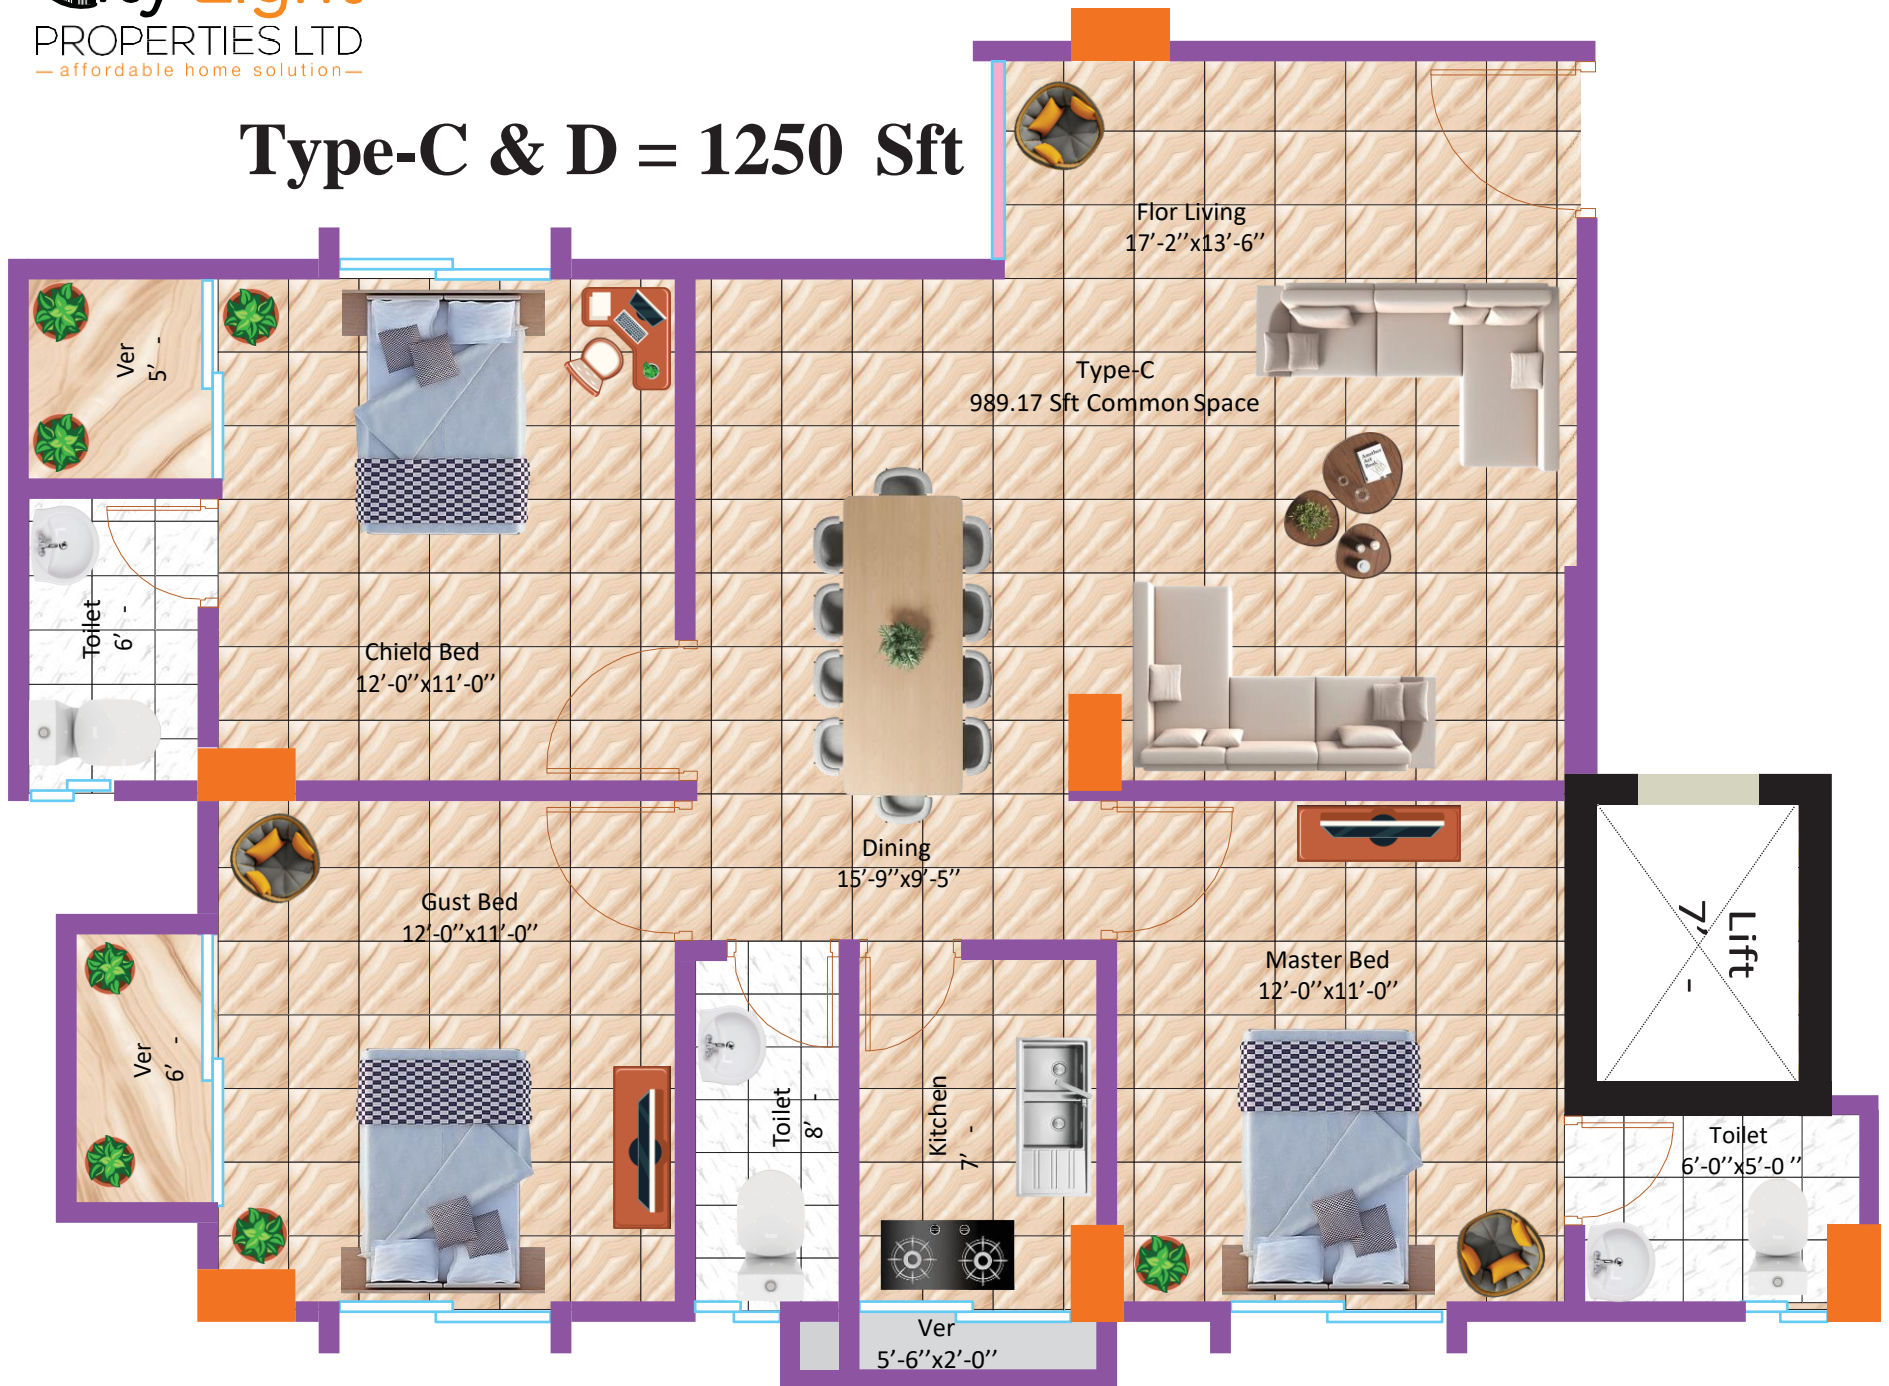 PROPERTIES LTD
— affordable home solution —
Type-C & D = 1250 Sft
Flor Living
17’-2’’x13’-6’’
Ver
5’ -
Type-C
989.17 Sft Common Space
Toilet
6’ -
Chield Bed
12’-0’’x11’-0’’
Dining
15’-9’’x9’-5’’
Gust Bed
12’-0’’x11’-0’’
Master Bed
12’-0’’x11’-0’’
Lift
7’ -
Ver
6’ -
Toilet
8’ -
Kitchen
7’ -
Toilet
6’-0’’x5’-0 ’’
Ver
5’-6’’x2’-0’’